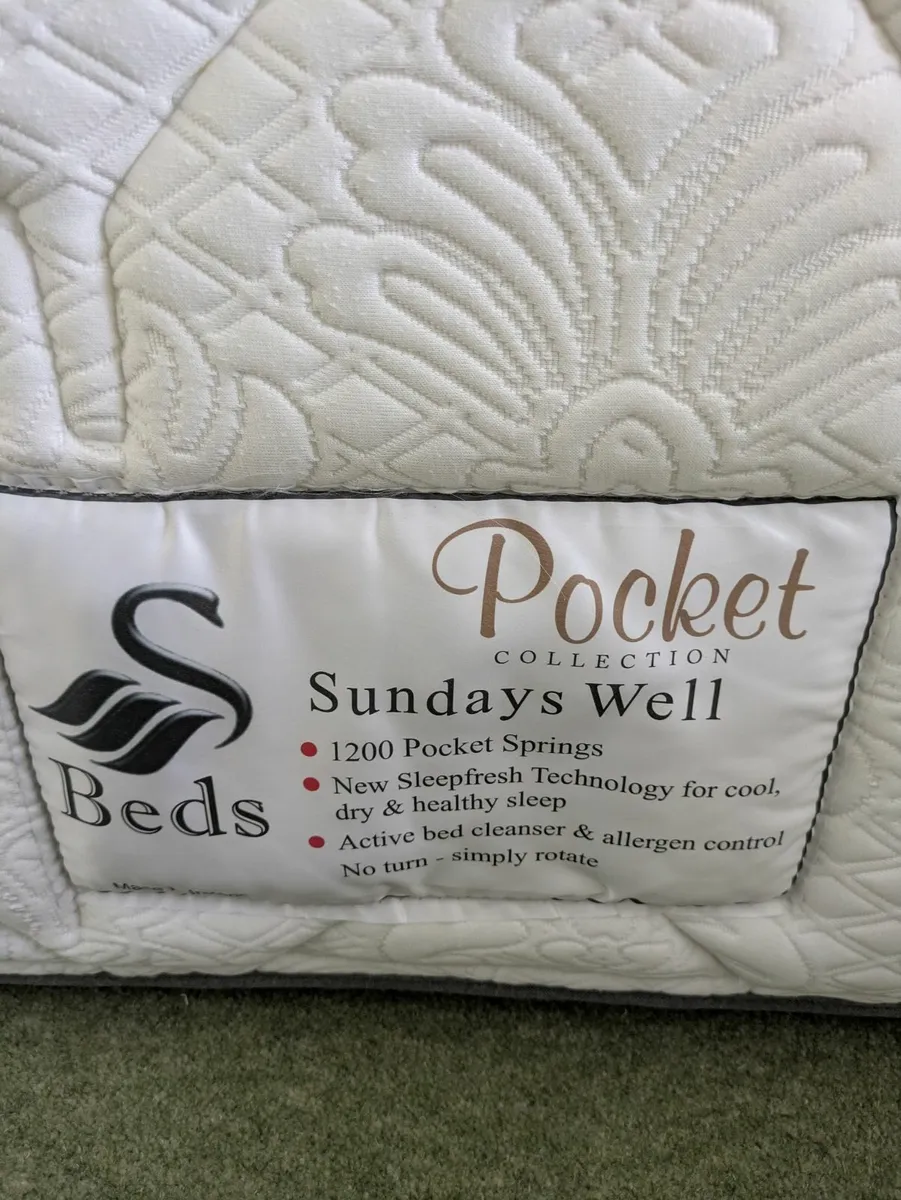 Pocket
COLLECTION
Sundays Well
1200 Pocket Springs
New Sleepfresh Technology for cool,
dry & healthy sleep
Active bed cleanser & allergen control
No turn - simply rotate
Beds